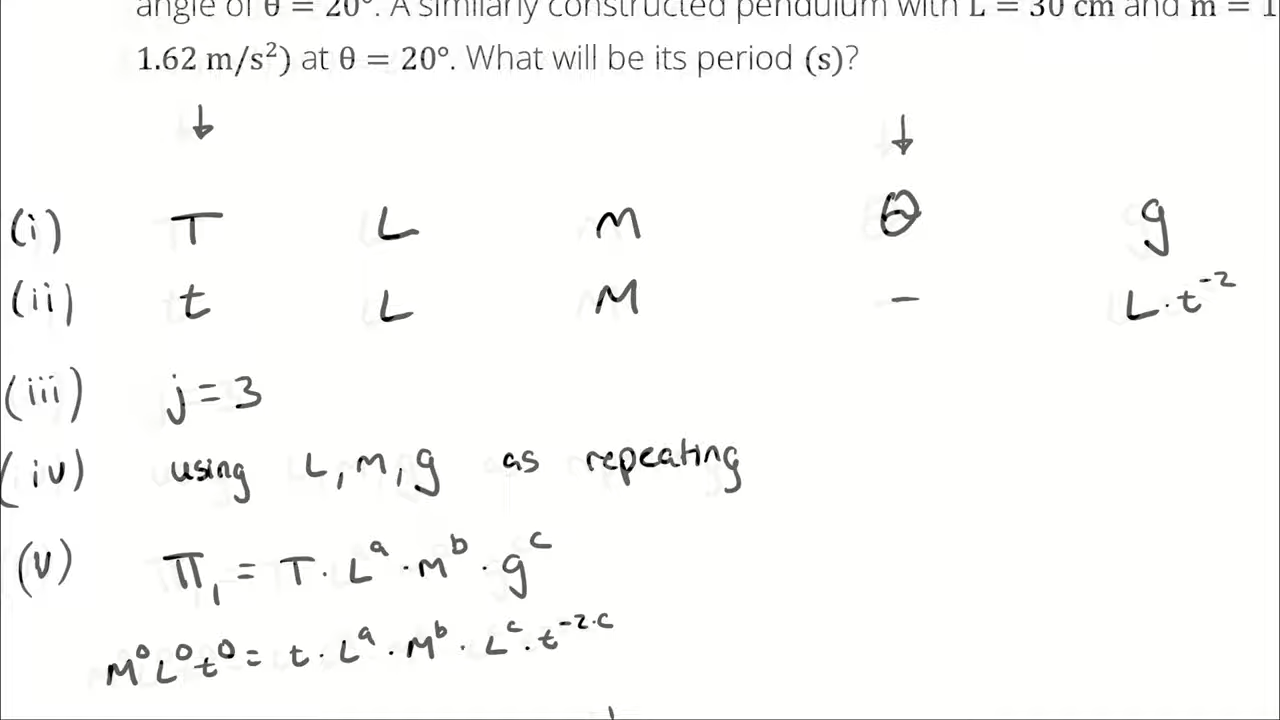 angle of θ = 20°. A similarly constructed pendulum with L = 30 cm and m = 1
1.62 m/s²) at θ = 20°. What will be its period (s)?
↓ ↓
(i) T L M θ g
(ii) t L M – L·t⁻²
(iii) j = 3
(iv) using L, M, g as repeating
(v) π₁ = T · Lᵃ · Mᵇ · gᶜ
M⁰L⁰t⁰ = t · Lᵃ · Mᵇ · Lᶜ · t⁻²·ᶜ